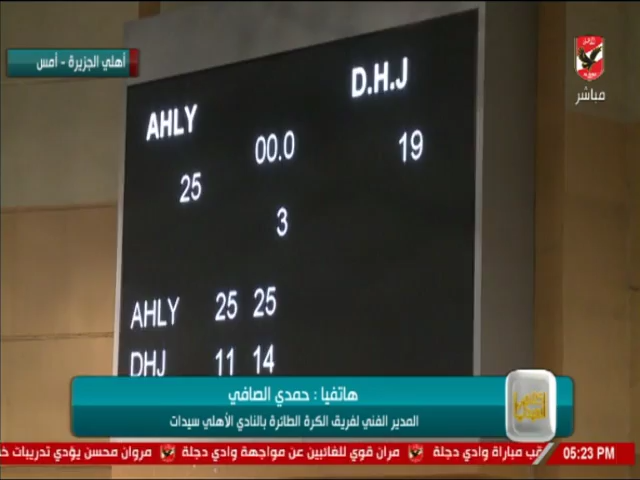 أهلي الجزيرة - أمس
مباشر
AHLY D.H.J
25 00.0 19
3
AHLY 25 25
DHJ 11 14
هاتفيا : حمدي الصافي
المدير الفني لفريق الكرة الطائرة بالنادي الأهلي سيدات
قب مباراة وادي دجلة مران قوي للغائبين عن مواجهة وادي دجلة مروان محسن يؤدي تدريبات خ
05:23 PM